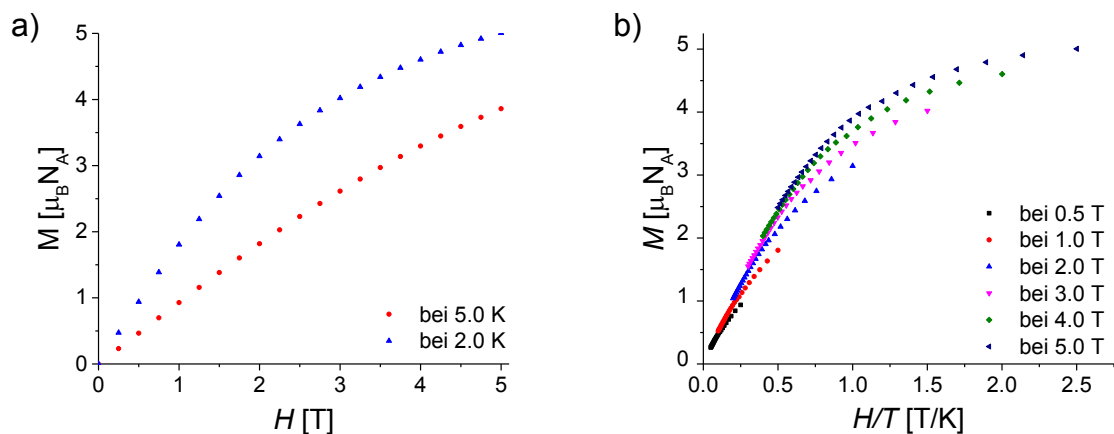 a)
M [μBNA]
5
4
3
2
1
0
0
1
2
3
4
5
H [T]
bei 5.0 K
bei 2.0 K
b)
M [μBNA]
5
4
3
2
1
0
0.0
0.5
1.0
1.5
2.0
2.5
H/T [T/K]
bei 0.5 T
bei 1.0 T
bei 2.0 T
bei 3.0 T
bei 4.0 T
bei 5.0 T